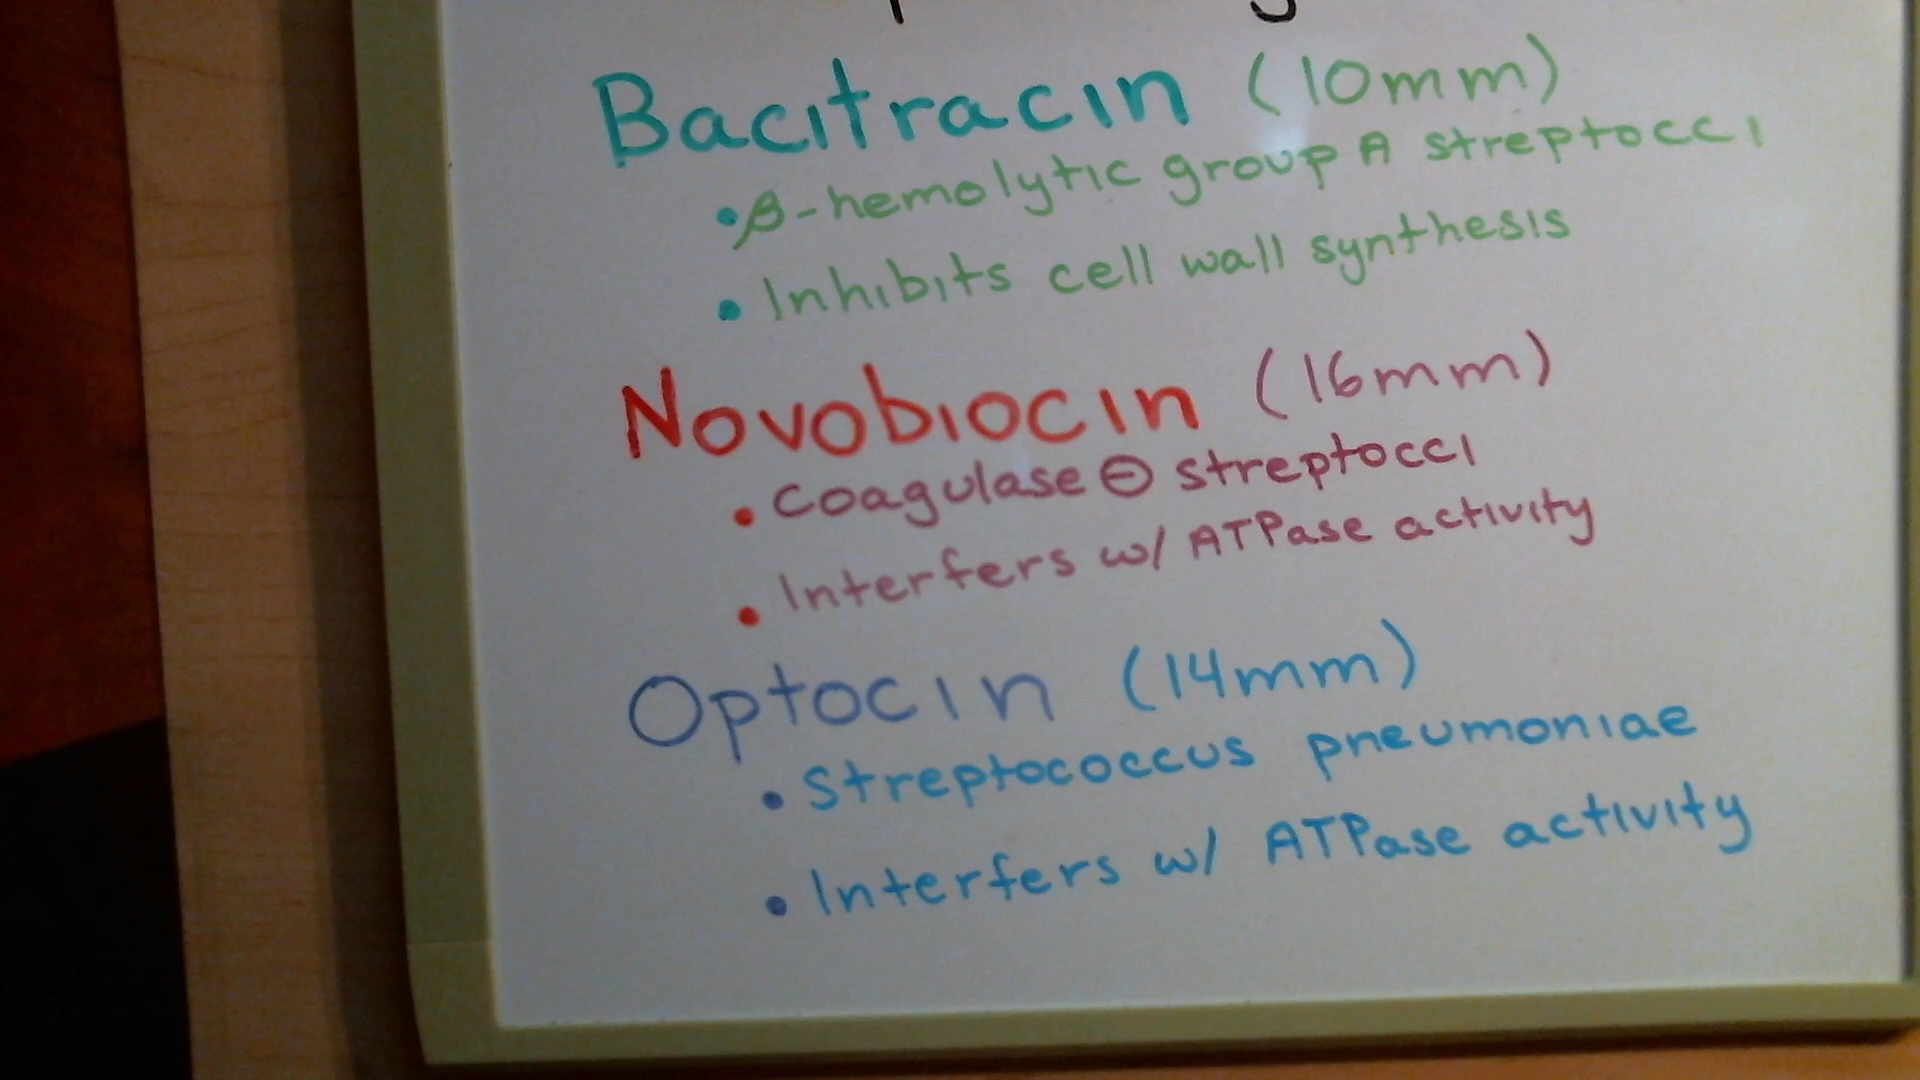 Bacitracin (10mm)
• β-hemolytic group A streptocci
• Inhibits cell wall synthesis
Novobiocin (16mm)
• Coagulase ⊖ streptocci
• Interfers w/ ATPase activity
Optocin (14mm)
• Streptococcus pneumoniae
• Interfers w/ ATPase activity